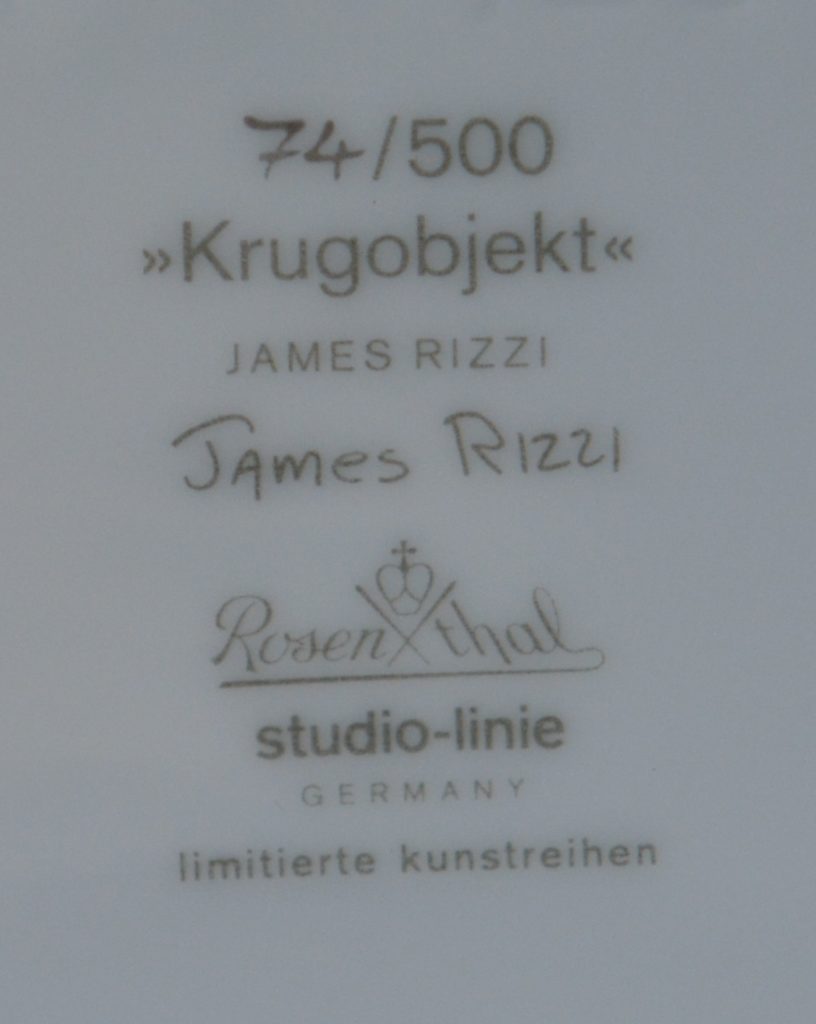 74/500
»Krugobjekt«
JAMES RIZZI
James Rizzi
Rosenthal
studio-linie
GERMANY
limitierte kunstreihen